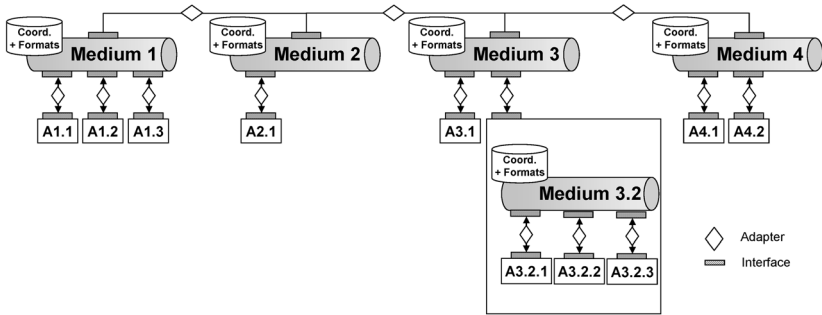 Coord.
+ Formats
Medium 1
Coord.
+ Formats
Medium 2
Coord.
+ Formats
Medium 3
Coord.
+ Formats
Medium 4
A1.1
A1.2
A1.3
A2.1
A3.1
A4.1
A4.2
Coord.
+ Formats
Medium 3.2
A3.2.1
A3.2.2
A3.2.3
Adapter
Interface